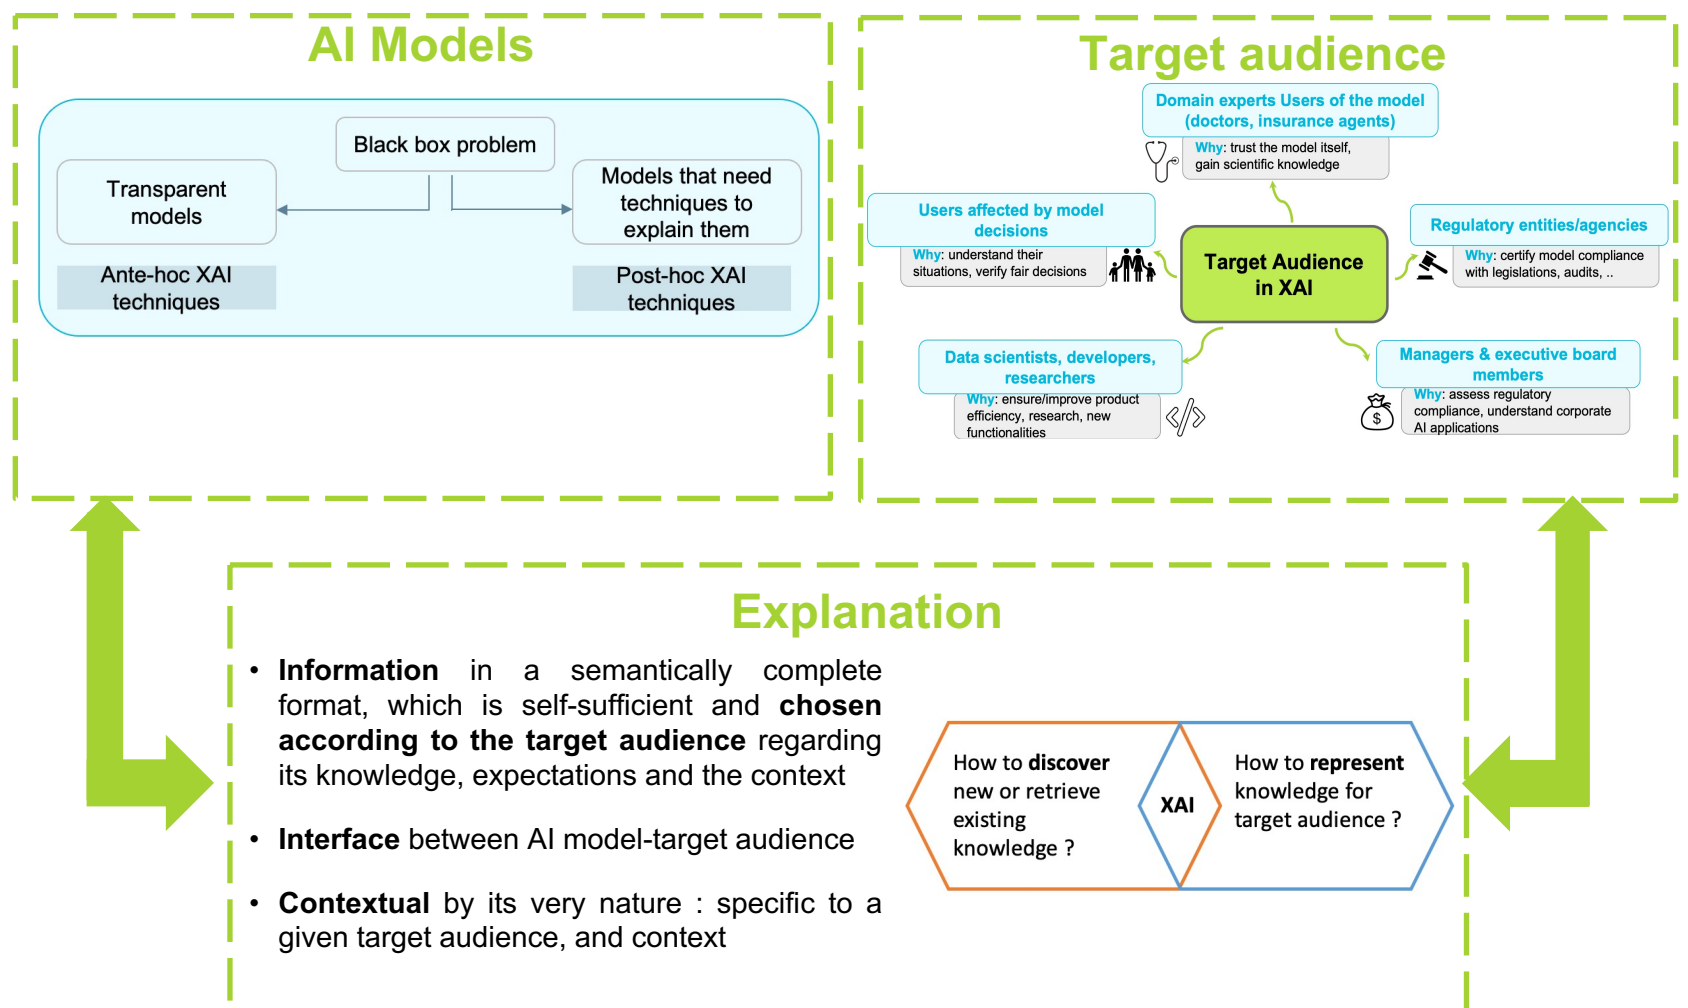 AI Models
Black box problem
Transparent
models
Models that need
techniques to
explain them
Ante-hoc XAI
techniques
Post-hoc XAI
techniques
Target audience
Domain experts Users of the model
(doctors, insurance agents)
Why: trust the model itself,
gain scientific knowledge
Users affected by model
decisions
Why: understand their
situations, verify fair decisions
Regulatory entities/agencies
Why: certify model compliance
with legislations, audits, ..
Target Audience
in XAI
Data scientists, developers,
researchers
Why: ensure/improve product
efficiency, research, new
functionalities
Managers & executive board
members
Why: assess regulatory
compliance, understand corporate
AI applications
$
Explanation
• Information in a semantically complete
format, which is self-sufficient and chosen
according to the target audience regarding
its knowledge, expectations and the context
• Interface between AI model-target audience
• Contextual by its very nature : specific to a
given target audience, and context
How to discover
new or retrieve
existing
knowledge ?
XAI
How to represent
knowledge for
target audience ?